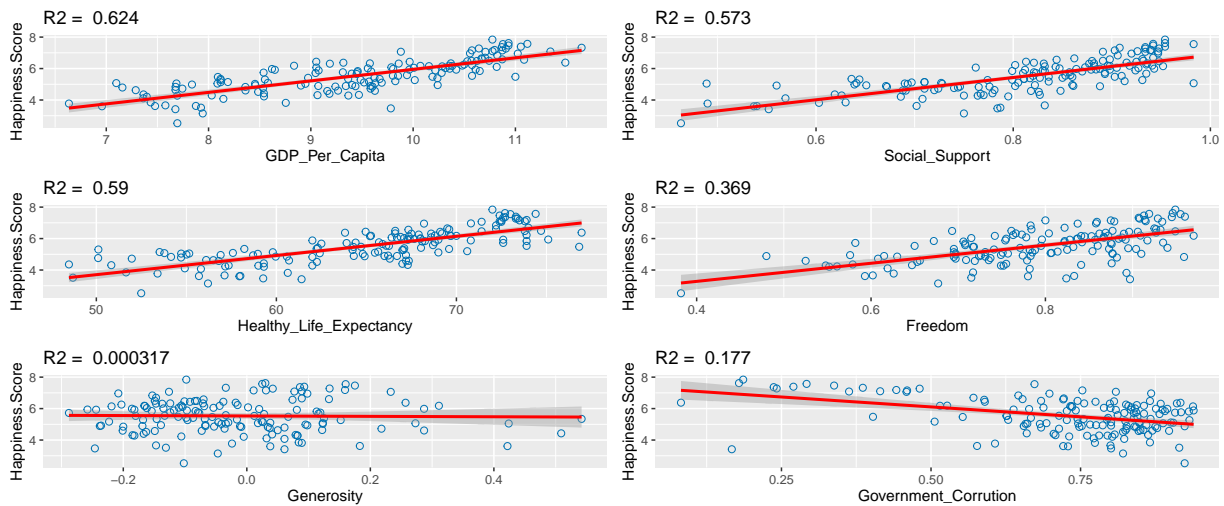 R2 = 0.624
Happiness.Score
8
6
4
7
8
9
10
11
GDP_Per_Capita
R2 = 0.573
Happiness.Score
8
6
4
0.6
0.8
1.0
Social_Support
R2 = 0.59
Happiness.Score
8
6
4
50
60
70
Healthy_Life_Expectancy
R2 = 0.369
Happiness.Score
8
6
4
0.4
0.6
0.8
Freedom
R2 = 0.000317
Happiness.Score
8
6
4
−0.2
0.0
0.2
0.4
Generosity
R2 = 0.177
Happiness.Score
8
6
4
0.25
0.50
0.75
Government_Corrution